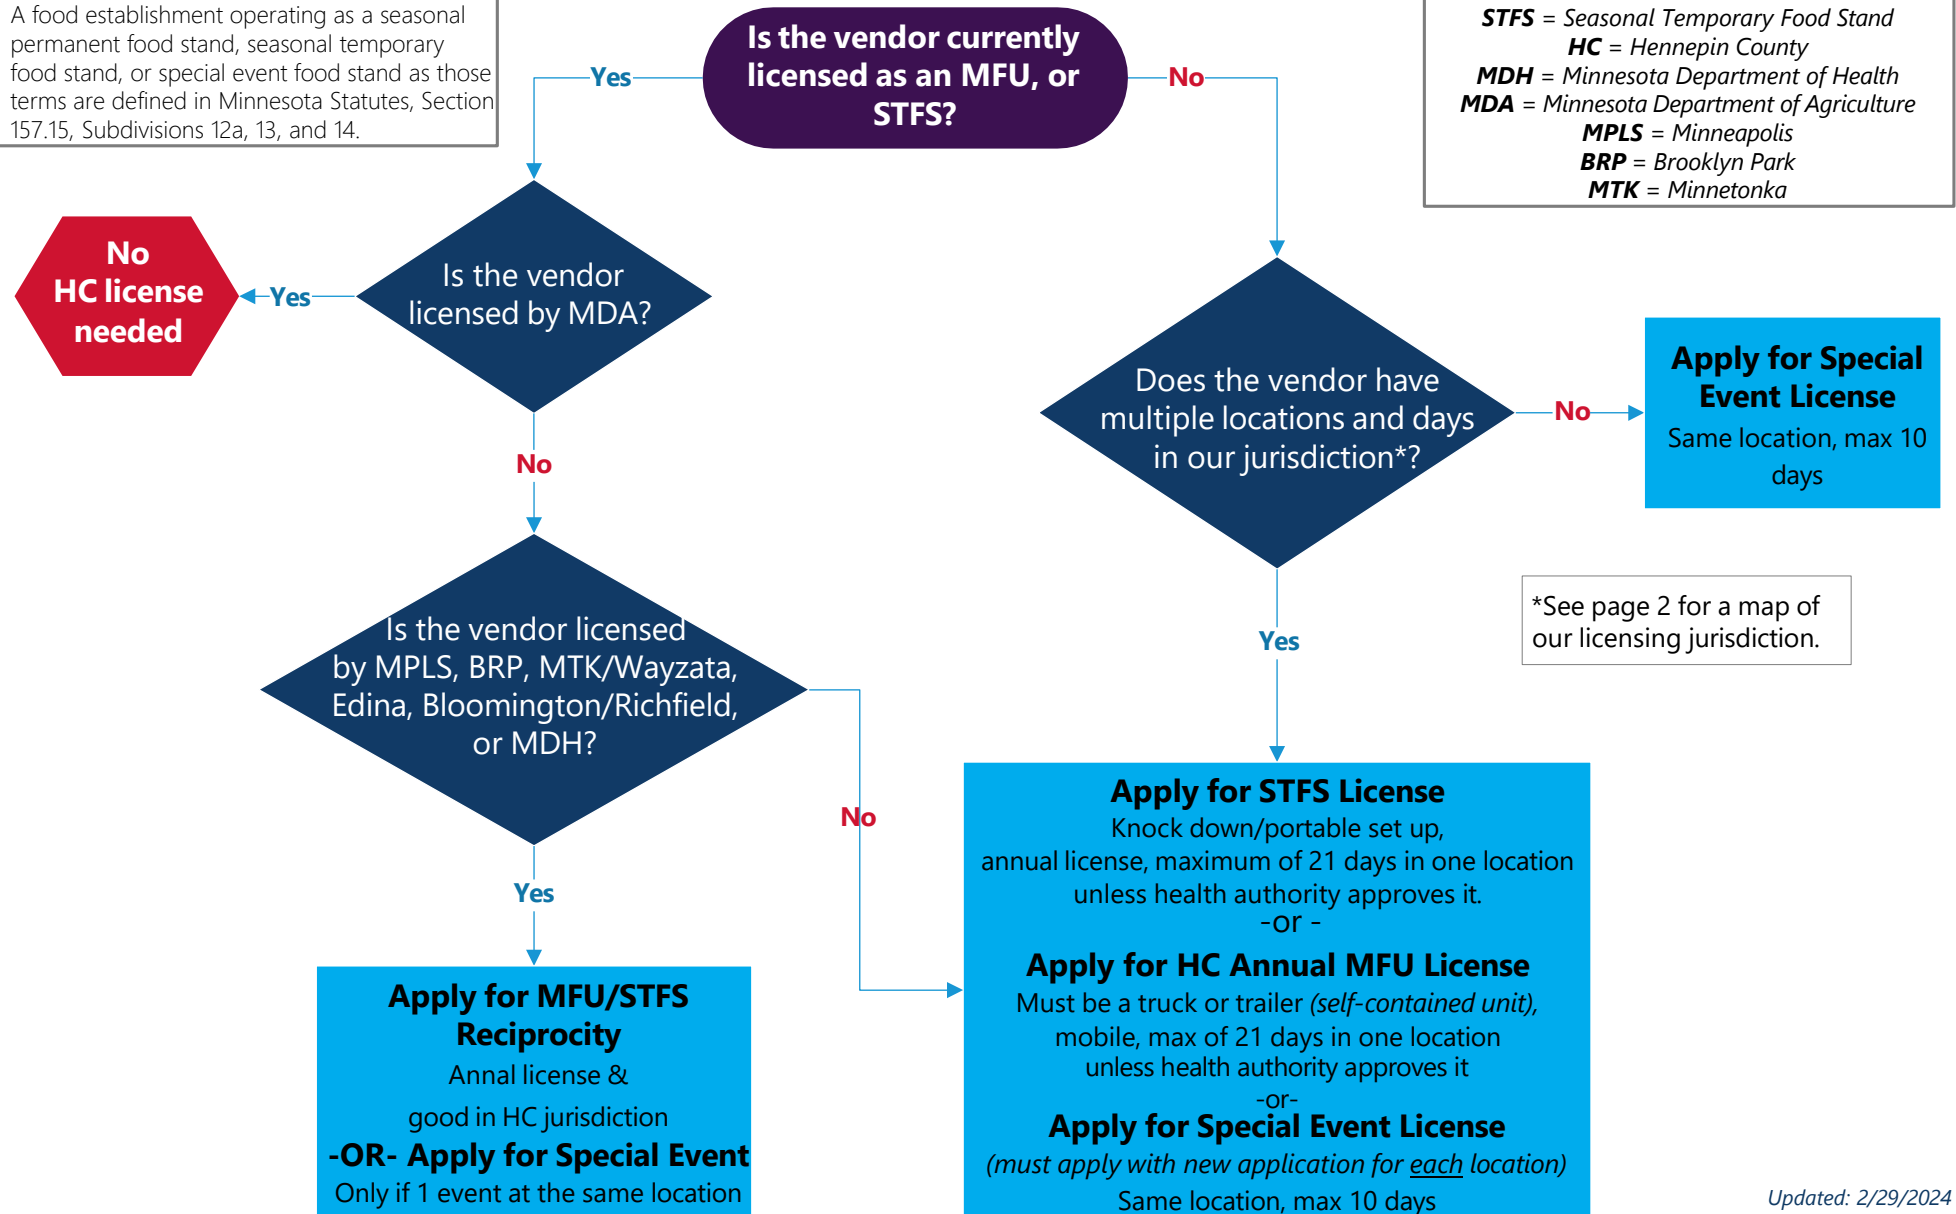 A food establishment operating as a seasonal
permanent food stand, seasonal temporary
food stand, or special event food stand as those
terms are defined in Minnesota Statutes, Section
157.15, Subdivisions 12a, 13, and 14.
Is the vendor currently
licensed as an MFU, or
STFS?
Yes
No
STFS = Seasonal Temporary Food Stand
HC = Hennepin County
MDH = Minnesota Department of Health
MDA = Minnesota Department of Agriculture
MPLS = Minneapolis
BRP = Brooklyn Park
MTK = Minnetonka
No
HC license
needed
Yes
Is the vendor
licensed by MDA?
No
Does the vendor have
multiple locations and days
in our jurisdiction*?
No
Apply for Special
Event License
Same location, max 10
days
*See page 2 for a map of
our licensing jurisdiction.
Yes
Is the vendor licensed
by MPLS, BRP, MTK/Wayzata,
Edina, Bloomington/Richfield,
or MDH?
No
Yes
Apply for MFU/STFS
Reciprocity
Annal license &
good in HC jurisdiction
-OR- Apply for Special Event
Only if 1 event at the same location
Apply for STFS License
Knock down/portable set up,
annual license, maximum of 21 days in one location
unless health authority approves it.
-or -
Apply for HC Annual MFU License
Must be a truck or trailer (self-contained unit),
mobile, max of 21 days in one location
unless health authority approves it
-or-
Apply for Special Event License
(must apply with new application for each location)
Same location, max 10 days
Updated: 2/29/2024